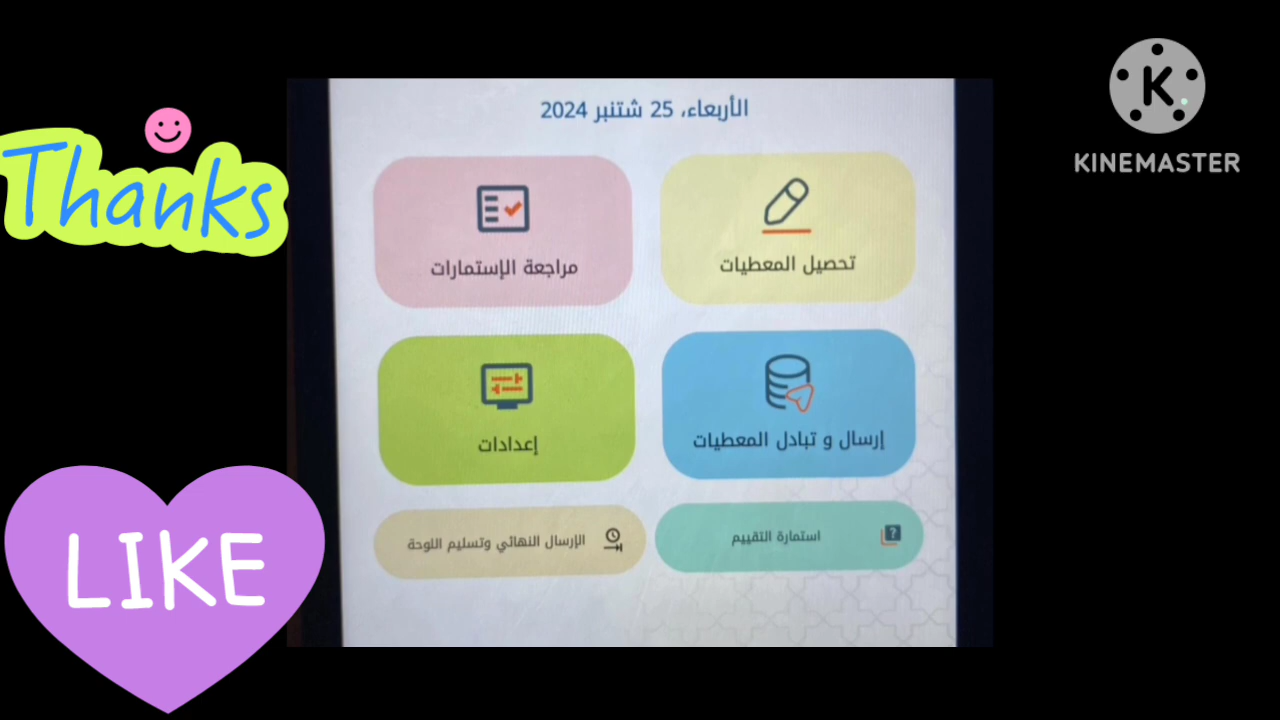 الأربعاء، 25 شتنبر 2024
تحصيل المعطيات
مراجعة الإستمارات
إرسال و تبادل المعطيات
إعدادات
استمارة التقييم
الإرسال النهائي وتسليم اللوحة
Thanks
LIKE
K
KINEMASTER